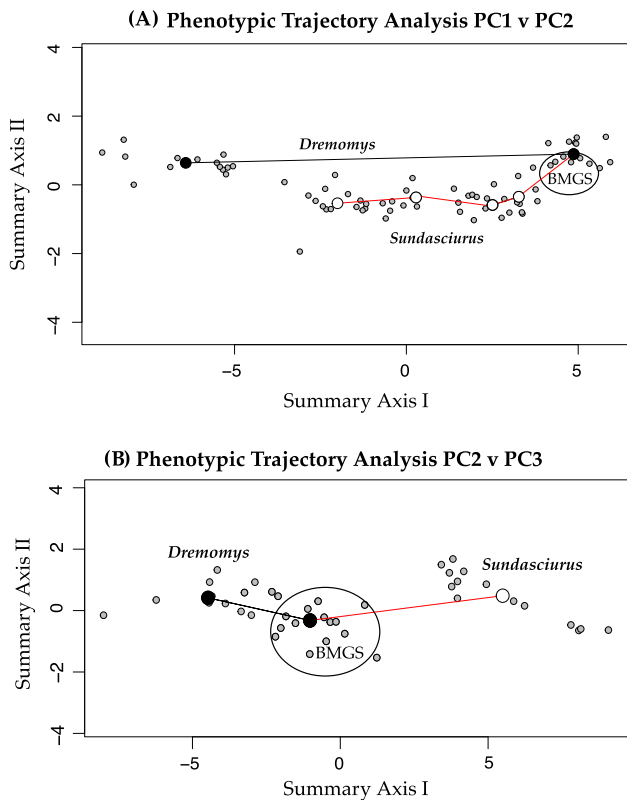 (A) Phenotypic Trajectory Analysis PC1 v PC2
4
2
0
−2
−4
Summary Axis II
Dremomys
BMGS
Sundasciurus
−5
0
5
Summary Axis I
(B) Phenotypic Trajectory Analysis PC2 v PC3
4
2
0
−2
−4
Summary Axis II
Dremomys
Sundasciurus
BMGS
−5
0
5
Summary Axis I